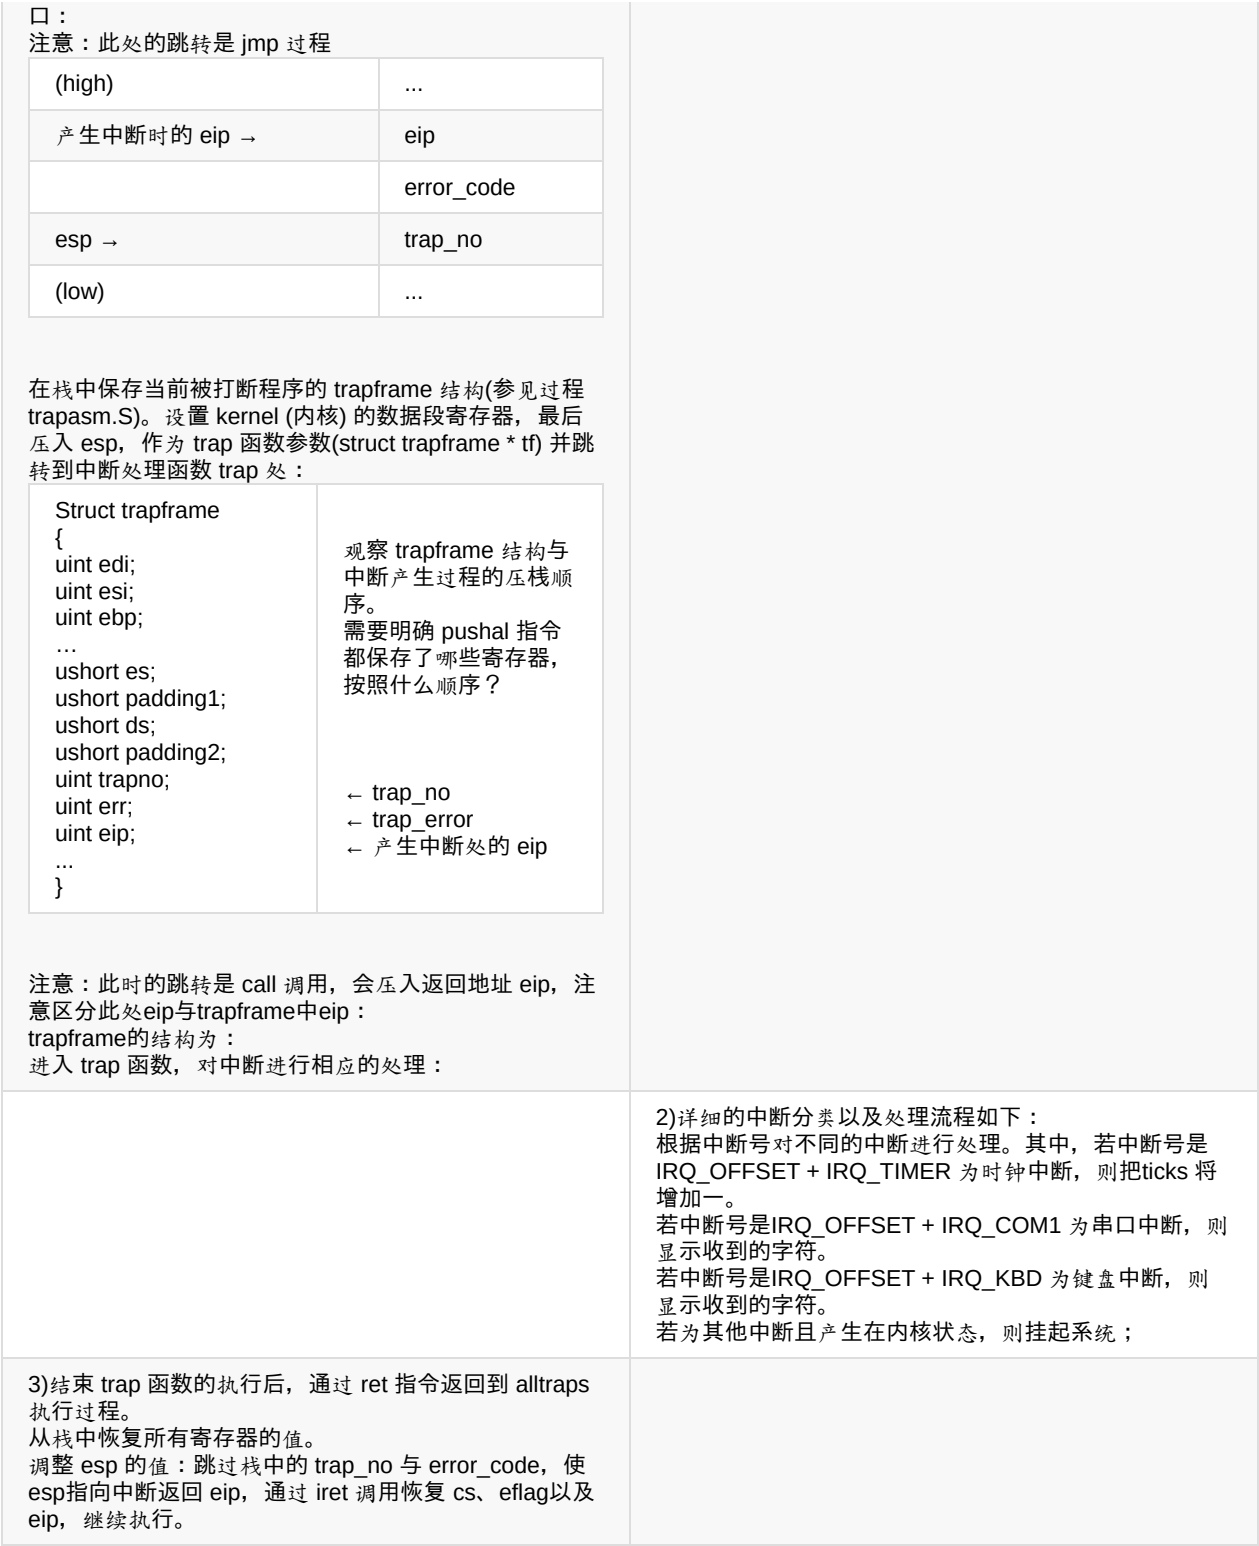 口：
注意：此处的跳转是 jmp 过程
(high) ...
产生中断时的 eip → eip
error_code
esp → trap_no
(low) ...
在栈中保存当前被打断程序的 trapframe 结构(参见过程
trapasm.S)。设置 kernel (内核) 的数据段寄存器，最后
压入 esp，作为 trap 函数参数(struct trapframe * tf) 并跳
转到中断处理函数 trap 处：
Struct trapframe
{
uint edi;
uint esi;
uint ebp;
…
ushort es;
ushort padding1;
ushort ds;
ushort padding2;
uint trapno;
uint err;
uint eip;
...
}
观察 trapframe 结构与
中断产生过程的压栈顺
序。
需要明确 pushal 指令
都保存了哪些寄存器，
按照什么顺序？
← trap_no
← trap_error
← 产生中断处的 eip
注意：此时的跳转是 call 调用，会压入返回地址 eip，注
意区分此处eip与trapframe中eip：
trapframe的结构为：
进入 trap 函数，对中断进行相应的处理：
2)详细的中断分类以及处理流程如下：
根据中断号对不同的中断进行处理。其中，若中断号是
IRQ_OFFSET + IRQ_TIMER 为时钟中断，则把ticks 将
增加一。
若中断号是IRQ_OFFSET + IRQ_COM1 为串口中断，则
显示收到的字符。
若中断号是IRQ_OFFSET + IRQ_KBD 为键盘中断，则
显示收到的字符。
若为其他中断且产生在内核状态，则挂起系统；
3)结束 trap 函数的执行后，通过 ret 指令返回到 alltraps
执行过程。
从栈中恢复所有寄存器的值。
调整 esp 的值：跳过栈中的 trap_no 与 error_code，使
esp指向中断返回 eip，通过 iret 调用恢复 cs、eflag以及
eip，继续执行。